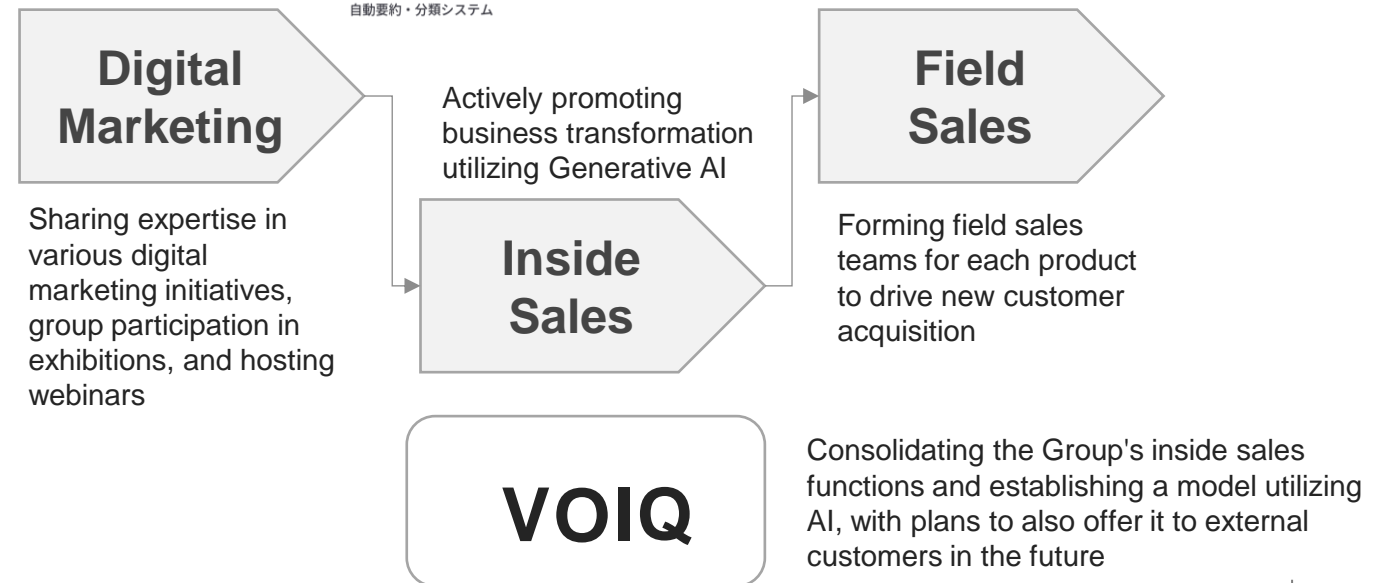 自動要約・分類システム
Digital
Marketing
Sharing expertise in
various digital
marketing initiatives,
group participation in
exhibitions, and hosting
webinars
Actively promoting
business transformation
utilizing Generative AI
Inside
Sales
Field
Sales
Forming field sales
teams for each product
to drive new customer
acquisition
VOIQ
Consolidating the Group's inside sales
functions and establishing a model utilizing
AI, with plans to also offer it to external
customers in the future